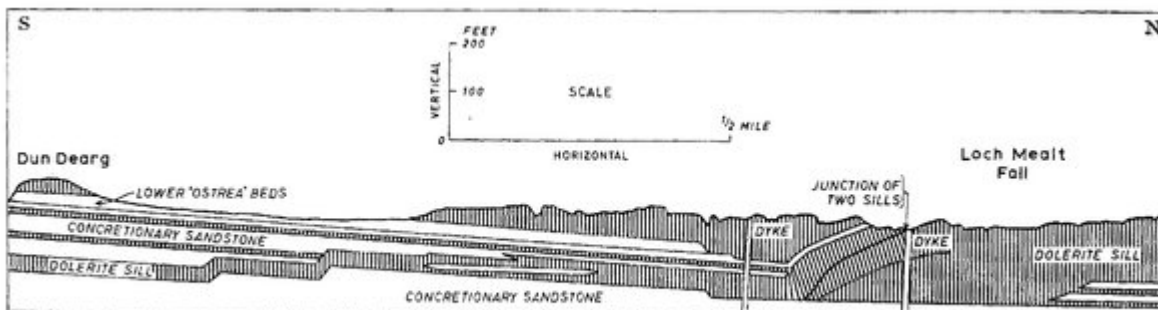 S
N
FEET
200
VERTICAL
100
SCALE
0
1/2 MILE
HORIZONTAL
Dun Dearg
Loch Mealt
Fall
LOWER "OSTREA" BEDS
JUNCTION OF
TWO SILLS
CONCRETIONARY SANDSTONE
DYKE
DYKE
DOLERITE SILL
DOLERITE SILL
CONCRETIONARY SANDSTONE